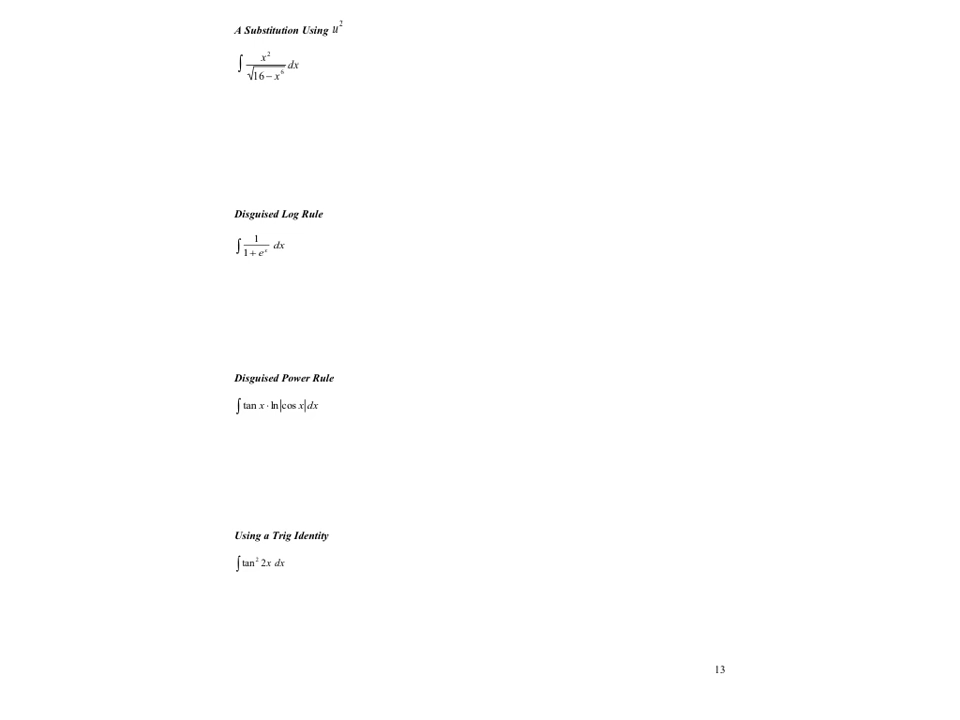 A Substitution Using u²
∫ x²/√(16 − x⁶) dx
Disguised Log Rule
∫ 1/(1 + eˣ) dx
Disguised Power Rule
∫ tan x · ln|cos x| dx
Using a Trig Identity
∫ tan² 2x dx
13